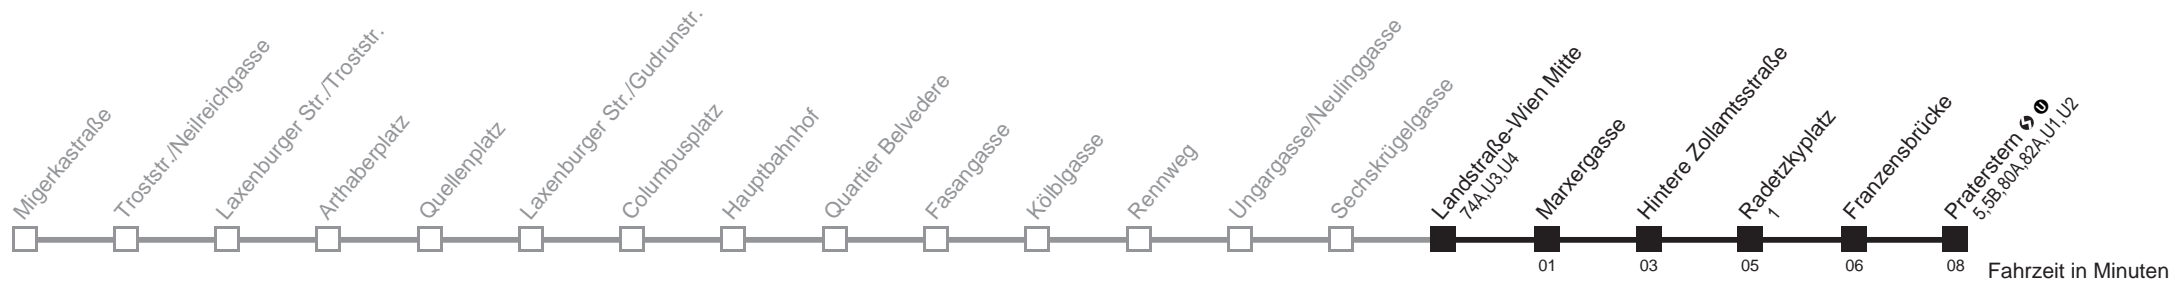 Migerkastraße
Troststr./Neilreichgasse
Laxenburger Str./Troststr.
Arthaberplatz
Quellenplatz
Laxenburger Str./Gudrunstr.
Columbusplatz
Hauptbahnhof
Quartier Belvedere
Fasangasse
Kölblgasse
Rennweg
Ungargasse/Neulinggasse
Sechskrügelgasse
Landstraße-Wien Mitte
74A,U3,U4
Marxergasse
Hintere Zollamtsstraße
Radetzkyplatz
1
Franzensbrücke
Praterstern S U
5,5B,80A,82A,U1,U2
01
03
05
06
08
Fahrzeit in Minuten